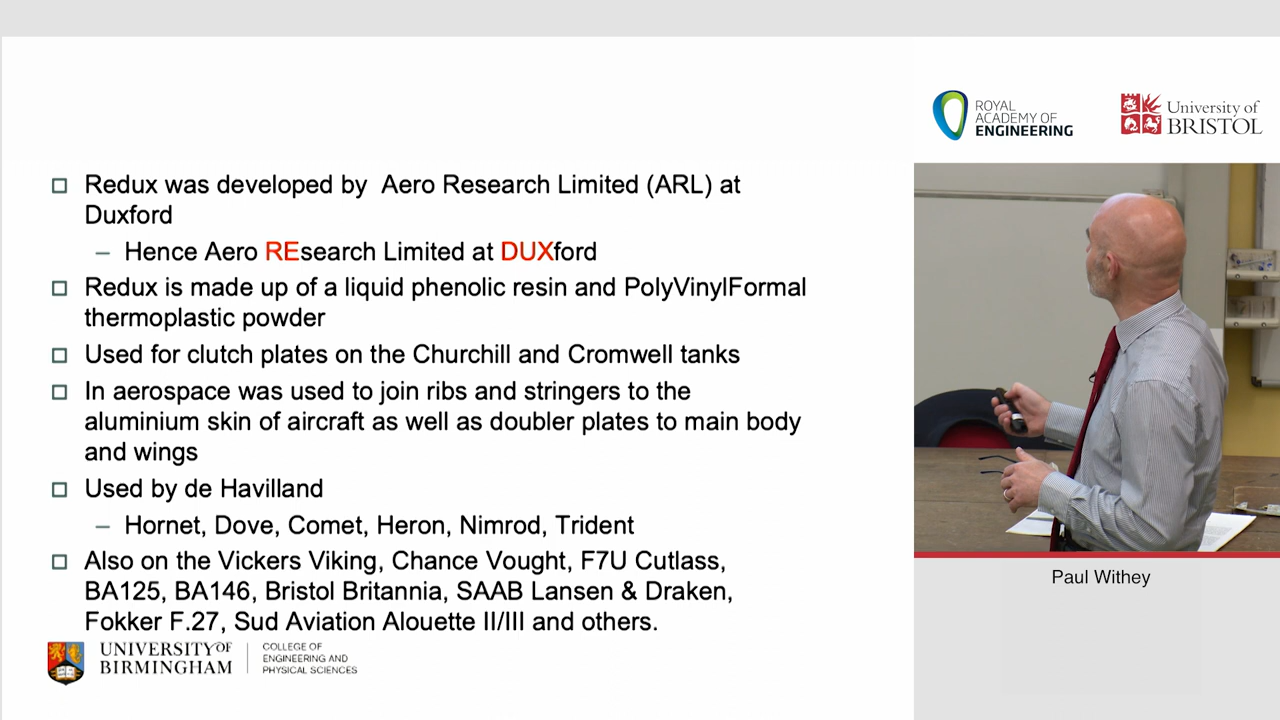 Redux was developed by  Aero Research Limited (ARL) at
Duxford
– Hence Aero REsearch Limited at DUXford
Redux is made up of a liquid phenolic resin and PolyVinylFormal
thermoplastic powder
Used for clutch plates on the Churchill and Cromwell tanks
In aerospace was used to join ribs and stringers to the
aluminium skin of aircraft as well as doubler plates to main body
and wings
Used by de Havilland
– Hornet, Dove, Comet, Heron, Nimrod, Trident
Also on the Vickers Viking, Chance Vought, F7U Cutlass,
BA125, BA146, Bristol Britannia, SAAB Lansen & Draken,
Fokker F.27, Sud Aviation Alouette II/III and others.
UNIVERSITY OF
BIRMINGHAM
COLLEGE OF
ENGINEERING AND
PHYSICAL SCIENCES
ROYAL
ACADEMY OF
ENGINEERING
University of
BRISTOL
Paul Withey